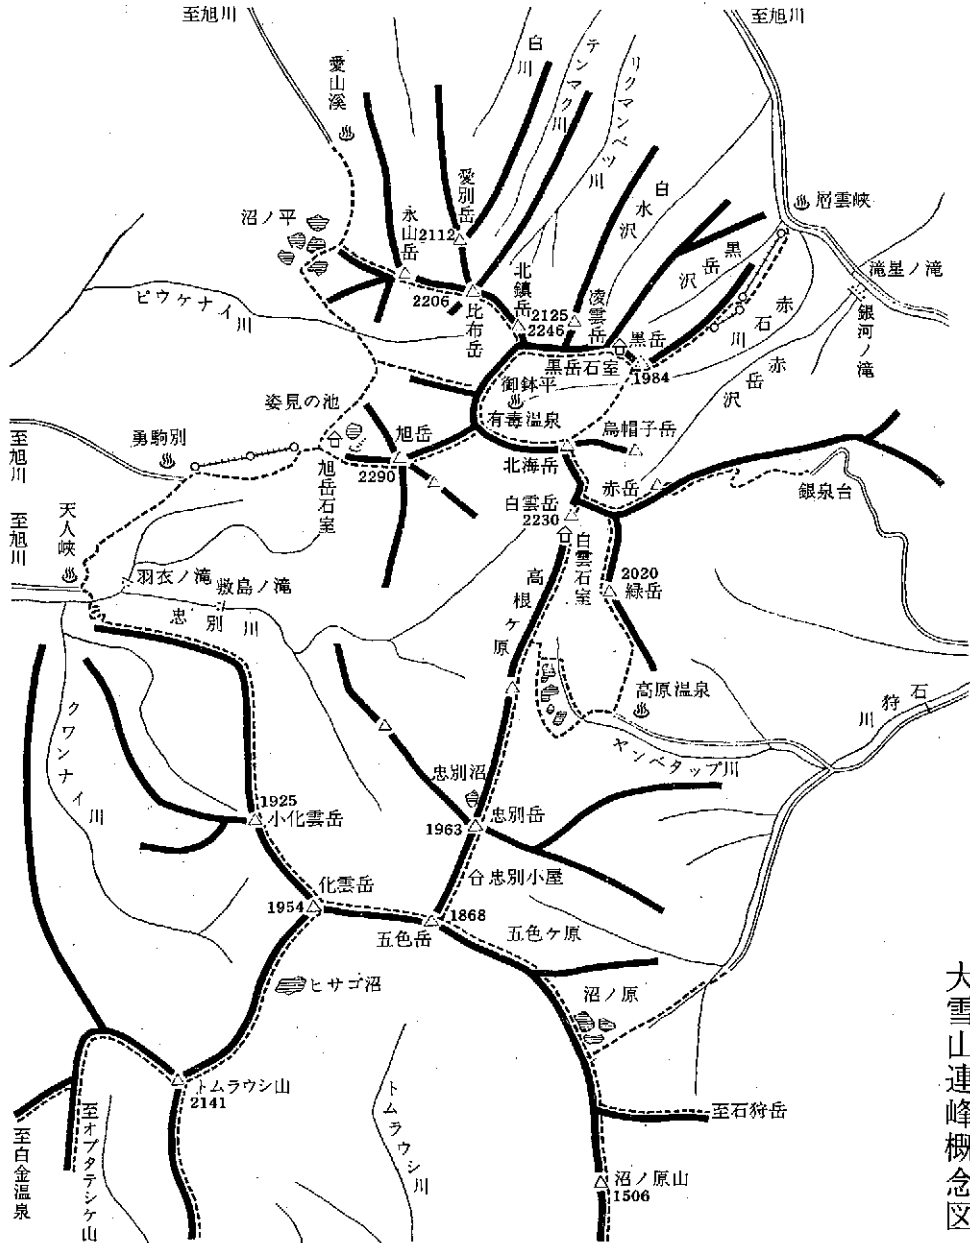 至旭川
至旭川
愛山溪
白川
テンマク川
リクマンベツ川
白水沢
愛別岳
2112
永山岳
沼ノ平
2206
比布岳
北鎮岳
2125
2246
凌雲岳
黒岳沢
層雲峡
滝星ノ滝
銀河ノ滝
赤石川
赤岳沢
ピウケナイ川
黒岳
黒岳石室
1984
御鉢平
有毒温泉
姿見の池
旭岳
2290
旭岳石室
勇駒別
至旭川
至旭川
天人峡
烏帽子岳
北海岳
赤岳
銀泉台
白雲岳
2230
白雲石室
2020
緑岳
高根ヶ原
羽衣ノ滝
敷島ノ滝
忠別川
高原温泉
石狩川
ヤンベタップ川
クワンナイ川
忠別沼
忠別岳
1963
1925
小化雲岳
忠別小屋
化雲岳
1954
1868
五色岳
五色ケ原
ヒサゴ沼
沼ノ原
トムラウシ山
2141
トムラウシ川
至石狩岳
沼ノ原山
1506
至白金温泉
至オプタテシケ山
大雪山連峰概念図